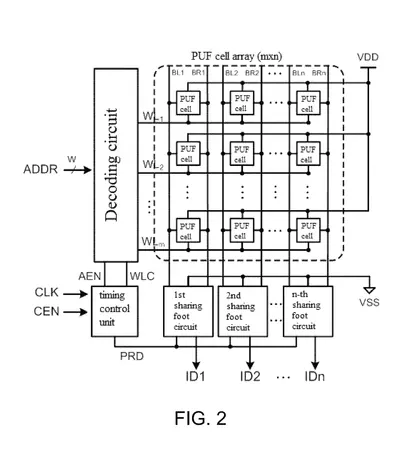 PUF cell array (mxn)
VDD
BL1 BR1 BL2 BR2 BLn BRn
PUF cell PUF cell PUF cell
WL1
PUF cell PUF cell PUF cell
WL2
PUF cell PUF cell PUF cell
WLm
Decoding circuit
ADDR
W
AEN WLC
CLK
CEN
timing control unit
1st sharing foot circuit
2nd sharing foot circuit
n-th sharing foot circuit
VSS
PRD
ID1 ID2 ... IDn
FIG. 2